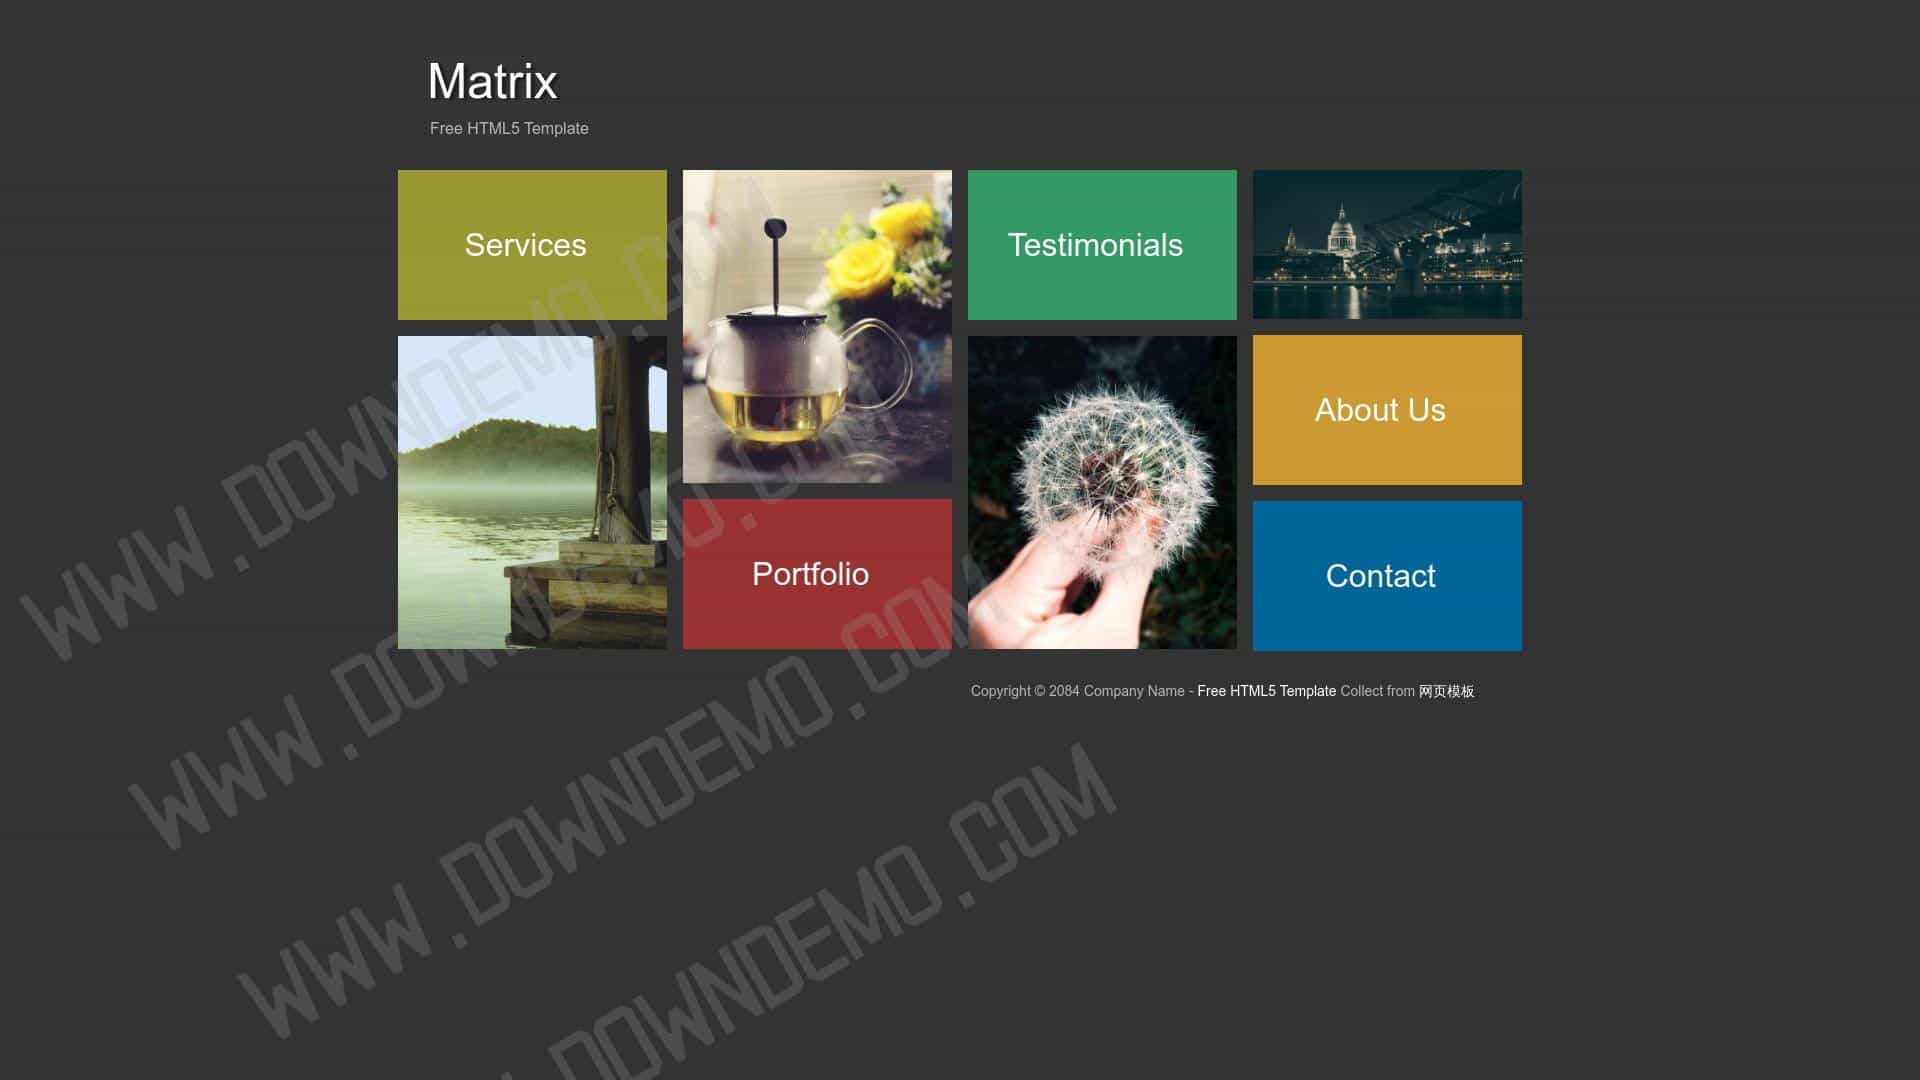 Matrix
Free HTML5 Template
Services
Testimonials
About Us
Portfolio
Contact
Copyright © 2084 Company Name - Free HTML5 Template Collect from 网页模板
WWW.DOWNDEMO.COM
WWW.DOWNDEMO.COM
WWW.DOWNDEMO.COM
DOWNDEMO.COM